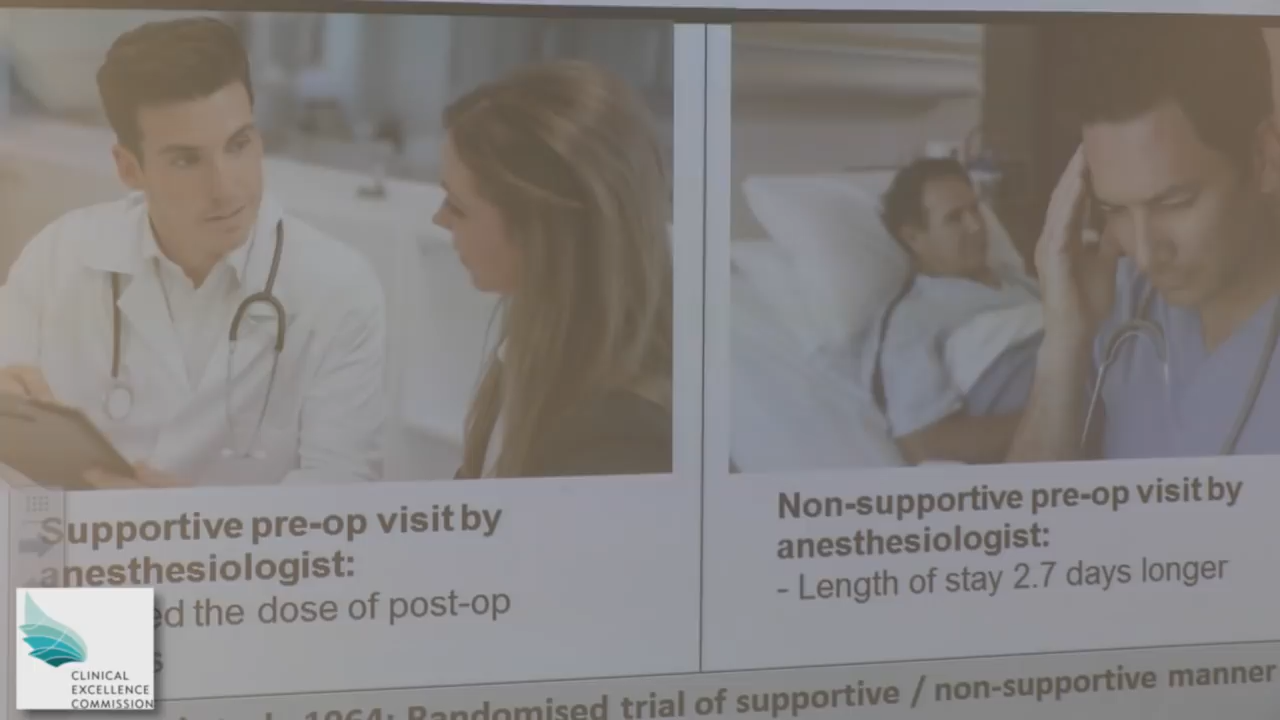 Supportive pre-op visit by
anesthesiologist:
ed the dose of post-op
s
Non-supportive pre-op visit by
anesthesiologist:
- Length of stay 2.7 days longer
1964: Randomised trial of supportive / non-supportive manner
CLINICAL
EXCELLENCE
COMMISSION